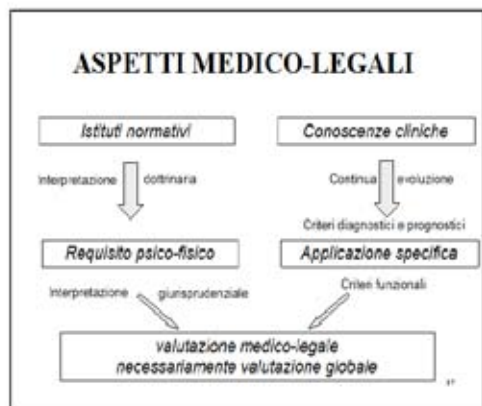 ASPETTI MEDICO-LEGALI
Istituti normativi
Conoscenze cliniche
Interpretazione dottrinaria
Continua evoluzione
Criteri diagnostici e prognostici
Requisito psico-fisico
Applicazione specifica
Interpretazione giurisprudenziale
Criteri funzionali
valutazione medico-legale
necessariamente valutazione globale